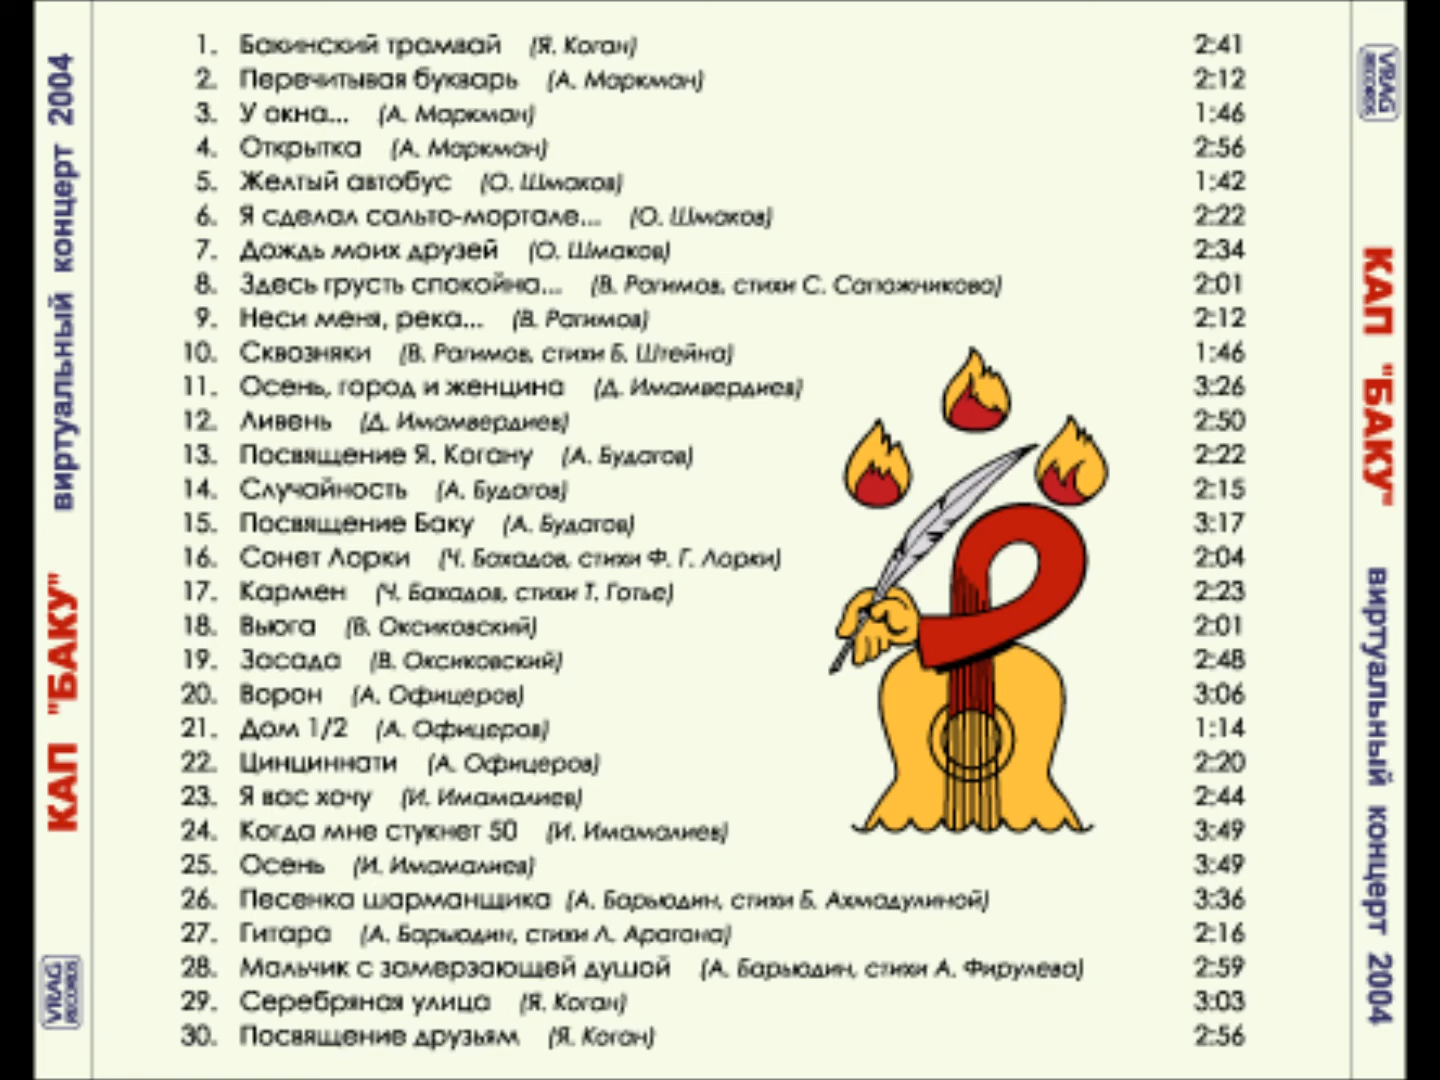 1. Бакинский трамвай (Я. Коган) 2:41
2. Перечитывая букварь (А. Маркман) 2:12
3. У окна... (А. Маркман) 1:46
4. Открытка (А. Маркман) 2:56
5. Желтый автобус (О. Шмаков) 1:42
6. Я сделал сальто-мортале... (О. Шмаков) 2:22
7. Дождь моих друзей (О. Шмаков) 2:34
8. Здесь грусть спокойна... (В. Рагимов, стихи С. Сапожчикова) 2:01
9. Неси меня, река... (В. Рагимов) 2:12
10. Сквозняки (В. Рагимов, стихи Б. Штейна) 1:46
11. Осень, город и женщина (Д. Имамвердиев) 3:26
12. Ливень (Д. Имамвердиев) 2:50
13. Посвящение Я. Когану (А. Будагов) 2:22
14. Случайность (А. Будагов) 2:15
15. Посвящение Баку (А. Будагов) 3:17
16. Сонет Лорки (Ч. Бахадов, стихи Ф. Г. Лорки) 2:04
17. Кармен (Ч. Бахадов, стихи Т. Готье) 2:23
18. Вьюга (В. Оксиковский) 2:01
19. Засада (В. Оксиковский) 2:48
20. Ворон (А. Офицеров) 3:06
21. Дом 1/2 (А. Офицеров) 1:14
22. Цинциннати (А. Офицеров) 2:20
23. Я вас хочу (И. Имамалиев) 2:44
24. Когда мне стукнет 50 (И. Имамалиев) 3:49
25. Осень (И. Имамалиев) 3:49
26. Песенка шарманщика (А. Барьюдин, стихи Б. Ахмадулиной) 3:36
27. Гитара (А. Барьюдин, стихи Л. Арагона) 2:16
28. Мальчик с замерзающей душой (А. Барьюдин, стихи А. Фирулева) 2:59
29. Серебряная улица (Я. Коган) 3:03
30. Посвящение друзьям (Я. Коган) 2:56
VRAG RECORDS КАП "БАКУ" виртуальный концерт 2004
VRAG RECORDS КАП "БАКУ" виртуальный концерт 2004